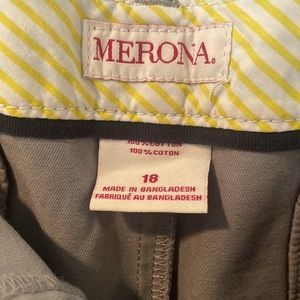 MERONA.
100% COTTON
100% COTON
18
MADE IN BANGLADESH
FABRIQUÉ AU BANGLADESH